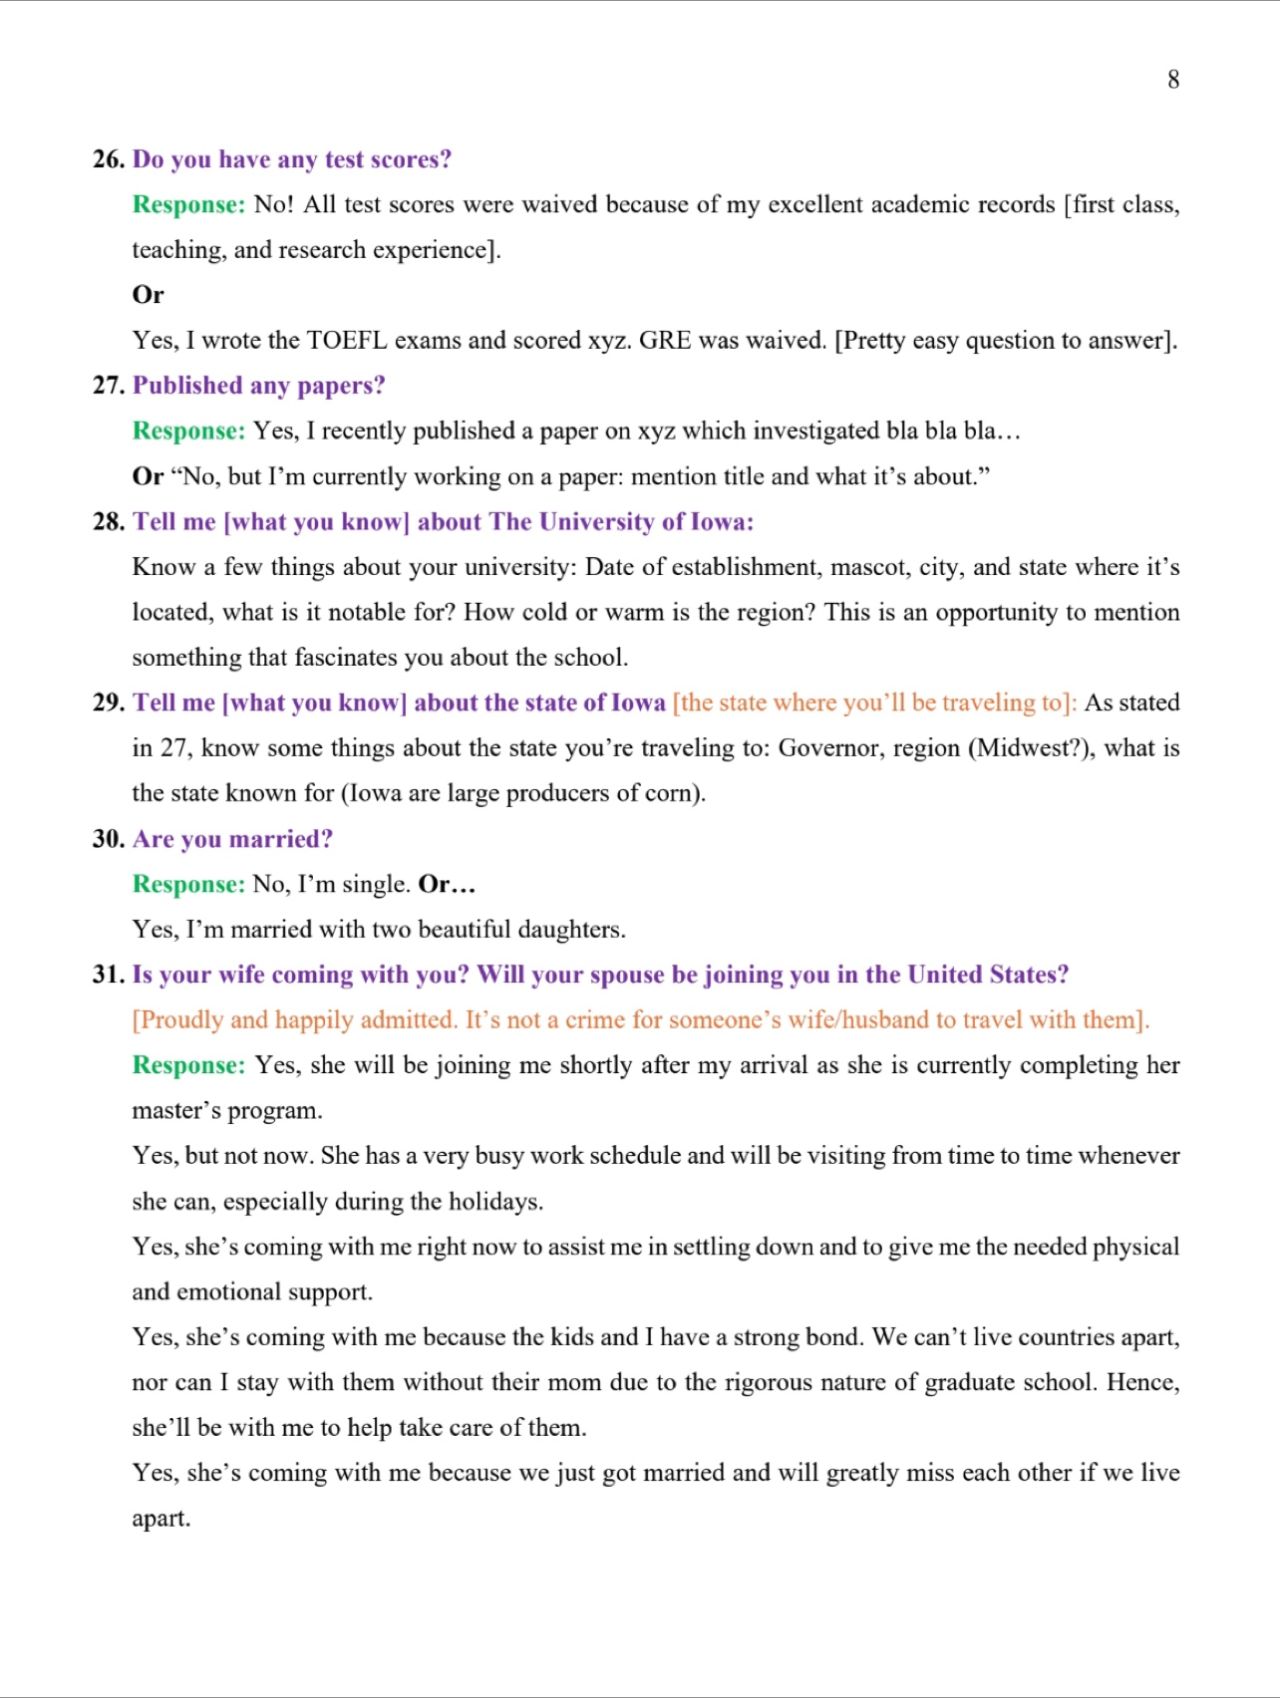 8
26. Do you have any test scores?
Response: No! All test scores were waived because of my excellent academic records [first class,
teaching, and research experience].
Or
Yes, I wrote the TOEFL exams and scored xyz. GRE was waived. [Pretty easy question to answer].
27. Published any papers?
Response: Yes, I recently published a paper on xyz which investigated bla bla bla…
Or “No, but I’m currently working on a paper: mention title and what it’s about.”
28. Tell me [what you know] about The University of Iowa:
Know a few things about your university: Date of establishment, mascot, city, and state where it’s
located, what is it notable for? How cold or warm is the region? This is an opportunity to mention
something that fascinates you about the school.
29. Tell me [what you know] about the state of Iowa [the state where you’ll be traveling to]: As stated
in 27, know some things about the state you’re traveling to: Governor, region (Midwest?), what is
the state known for (Iowa are large producers of corn).
30. Are you married?
Response: No, I’m single. Or…
Yes, I’m married with two beautiful daughters.
31. Is your wife coming with you? Will your spouse be joining you in the United States?
[Proudly and happily admitted. It’s not a crime for someone’s wife/husband to travel with them].
Response: Yes, she will be joining me shortly after my arrival as she is currently completing her
master’s program.
Yes, but not now. She has a very busy work schedule and will be visiting from time to time whenever
she can, especially during the holidays.
Yes, she’s coming with me right now to assist me in settling down and to give me the needed physical
and emotional support.
Yes, she’s coming with me because the kids and I have a strong bond. We can’t live countries apart,
nor can I stay with them without their mom due to the rigorous nature of graduate school. Hence,
she’ll be with me to help take care of them.
Yes, she’s coming with me because we just got married and will greatly miss each other if we live
apart.